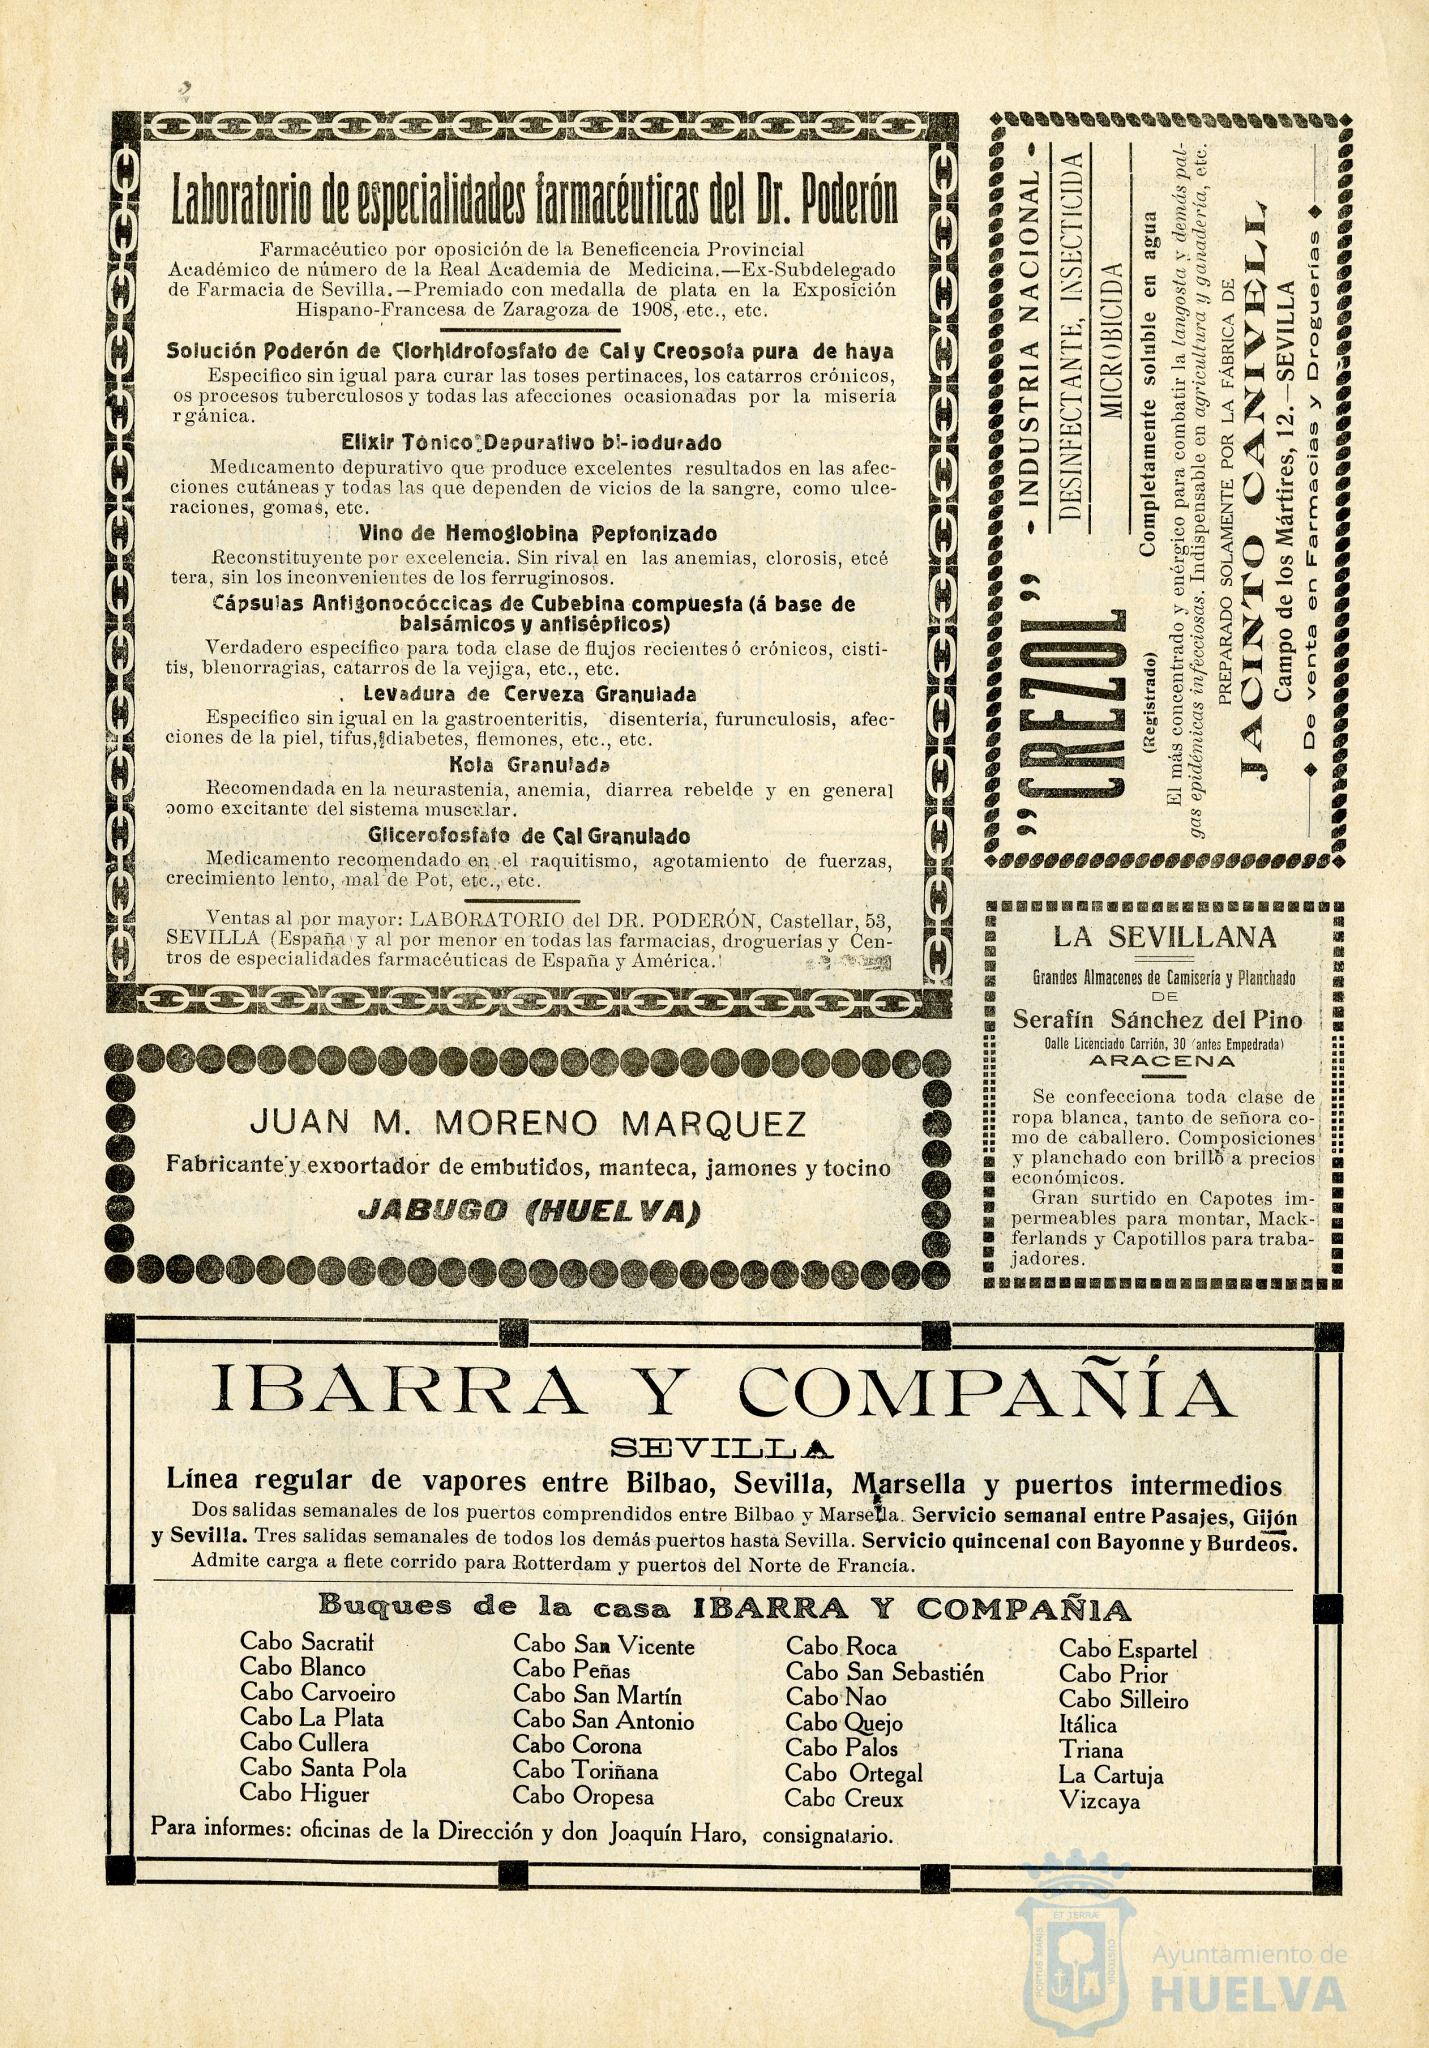 Laboratorio de especialidades farmacéuticas del Dr. Poderón
Farmacéutico por oposición de la Beneficencia Provincial
Académico de número de la Real Academia de Medicina.—Ex-Subdelegado
de Farmacia de Sevilla.—Premiado con medalla de plata en la Exposición
Hispano-Francesa de Zaragoza de 1908, etc., etc.
Solución Poderón de Clorhidrofosfato de Cal y Creosota pura de haya
Especifico sin igual para curar las toses pertinaces, los catarros crónicos,
os procesos tuberculosos y todas las afecciones ocasionadas por la miseria
rgánica.
Elixir Tónico Depurativo bi-iodurado
Medicamento depurativo que produce excelentes resultados en las afec-
ciones cutáneas y todas las que dependen de vicios de la sangre, como ulce-
raciones, gomas, etc.
Vino de Hemoglobina Peptonizado
Reconstituyente por excelencia. Sin rival en las anemias, clorosis, etcé
tera, sin los inconvenientes de los ferruginosos.
Cápsulas Antigonocóccicas de Cubebina compuesta (á base de
balsámicos y antisépticos)
Verdadero específico para toda clase de flujos recientes ó crónicos, cisti-
tis, blenorragias, catarros de la vejiga, etc., etc.
Levadura de Cerveza Granulada
Específico sin igual en la gastroenteritis, disenteria, furunculosis, afec-
ciones de la piel, tifus, diabetes, flemones, etc., etc.
Kola Granulada
Recomendada en la neurastenia, anemia, diarrea rebelde y en general
como excitante del sistema muscular.
Glicerofosfato de Cal Granulado
Medicamento recomendado en el raquitismo, agotamiento de fuerzas,
crecimiento lento, mal de Pot, etc., etc.
Ventas al por mayor: LABORATORIO del DR. PODERÓN, Castellar, 53,
SEVILLA (España y al por menor en todas las farmacias, droguerías y Cen-
tros de especialidades farmacéuticas de España y América.
"CREZOL"
(Registrado)
- INDUSTRIA NACIONAL -
DESINFECTANTE, INSECTICIDA
MICROBICIDA
Completamente soluble en agua
El más concentrado y enérgico para combatir la langosta y demás pal-
gas epidémicas infecciosas. Indispensable en agricultura y ganadería, etc.
PREPARADO SOLAMENTE POR LA FÁBRICA DE
JACINTO CANIVELL
Campo de los Mártires, 12.—SEVILLA
De venta en Farmacias y Droguerias
LA SEVILLANA
Grandes Almacenes de Camisería y Planchado
DE
Serafín Sánchez del Pino
Calle Licenciado Carrión, 30 (antes Empedrada)
ARACENA
Se confecciona toda clase de
ropa blanca, tanto de señora co-
mo de caballero. Composiciones
y planchado con brillo a precios
económicos.
Gran surtido en Capotes im-
permeables para montar, Mack-
ferlands y Capotillos para traba-
jadores.
JUAN M. MORENO MARQUEZ
Fabricante y exportador de embutidos, manteca, jamones y tocino
JABUGO (HUELVA)
IBARRA Y COMPAÑÍA
SEVILLA
Línea regular de vapores entre Bilbao, Sevilla, Marsella y puertos intermedios
Dos salidas semanales de los puertos comprendidos entre Bilbao y Marsella. Servicio semanal entre Pasajes, Gijón
y Sevilla. Tres salidas semanales de todos los demás puertos hasta Sevilla. Servicio quincenal con Bayonne y Burdeos.
Admite carga a flete corrido para Rotterdam y puertos del Norte de Francia.
Buques de la casa IBARRA Y COMPAÑIA
Cabo Sacratif
Cabo Blanco
Cabo Carvoeiro
Cabo La Plata
Cabo Cullera
Cabo Santa Pola
Cabo Higuer
Cabo San Vicente
Cabo Peñas
Cabo San Martín
Cabo San Antonio
Cabo Corona
Cabo Toriñana
Cabo Oropesa
Cabo Roca
Cabo San Sebastién
Cabo Nao
Cabo Quejo
Cabo Palos
Cabo Ortegal
Cabo Creux
Cabo Espartel
Cabo Prior
Cabo Silleiro
Itálica
Triana
La Cartuja
Vizcaya
Para informes: oficinas de la Dirección y don Joaquín Haro, consignatario.
PORTUS MARIS
ET TERRÆ
CUSTODIA
Ayuntamiento de
HUELVA